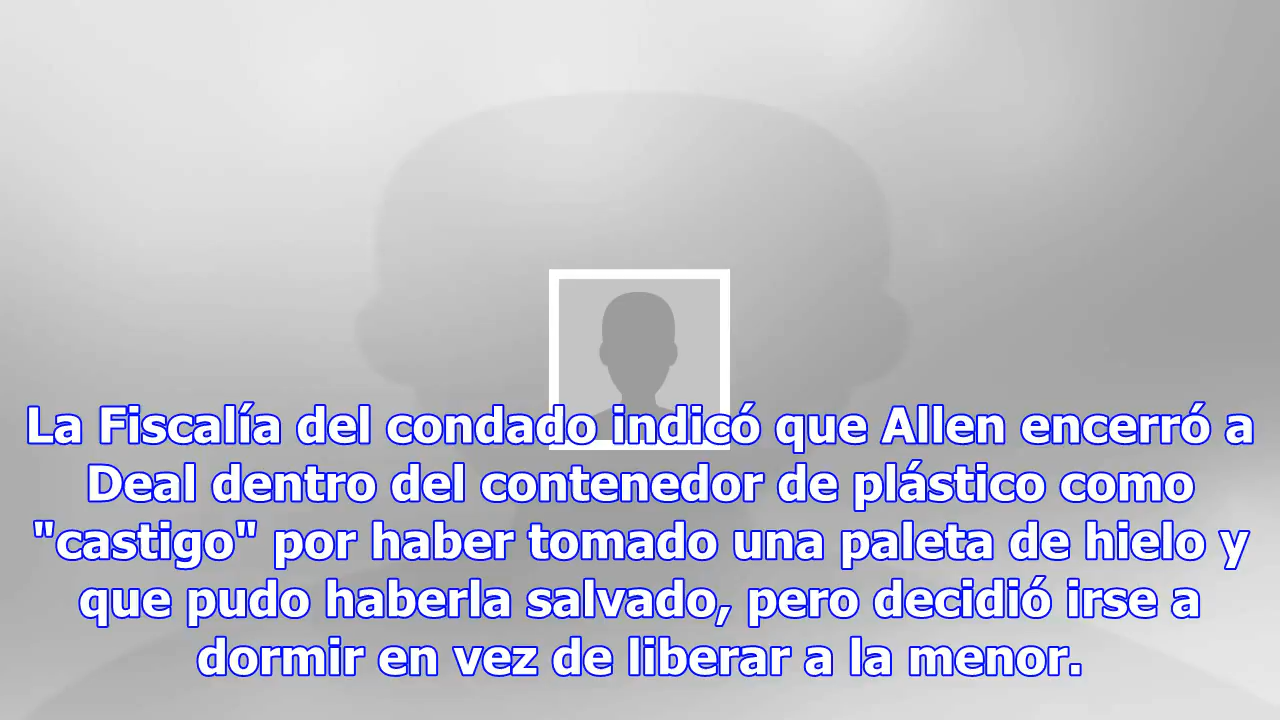 La Fiscalía del condado indicó que Allen encerró a
Deal dentro del contenedor de plástico como
"castigo" por haber tomado una paleta de hielo y
que pudo haberla salvado, pero decidió irse a
dormir en vez de liberar a la menor.